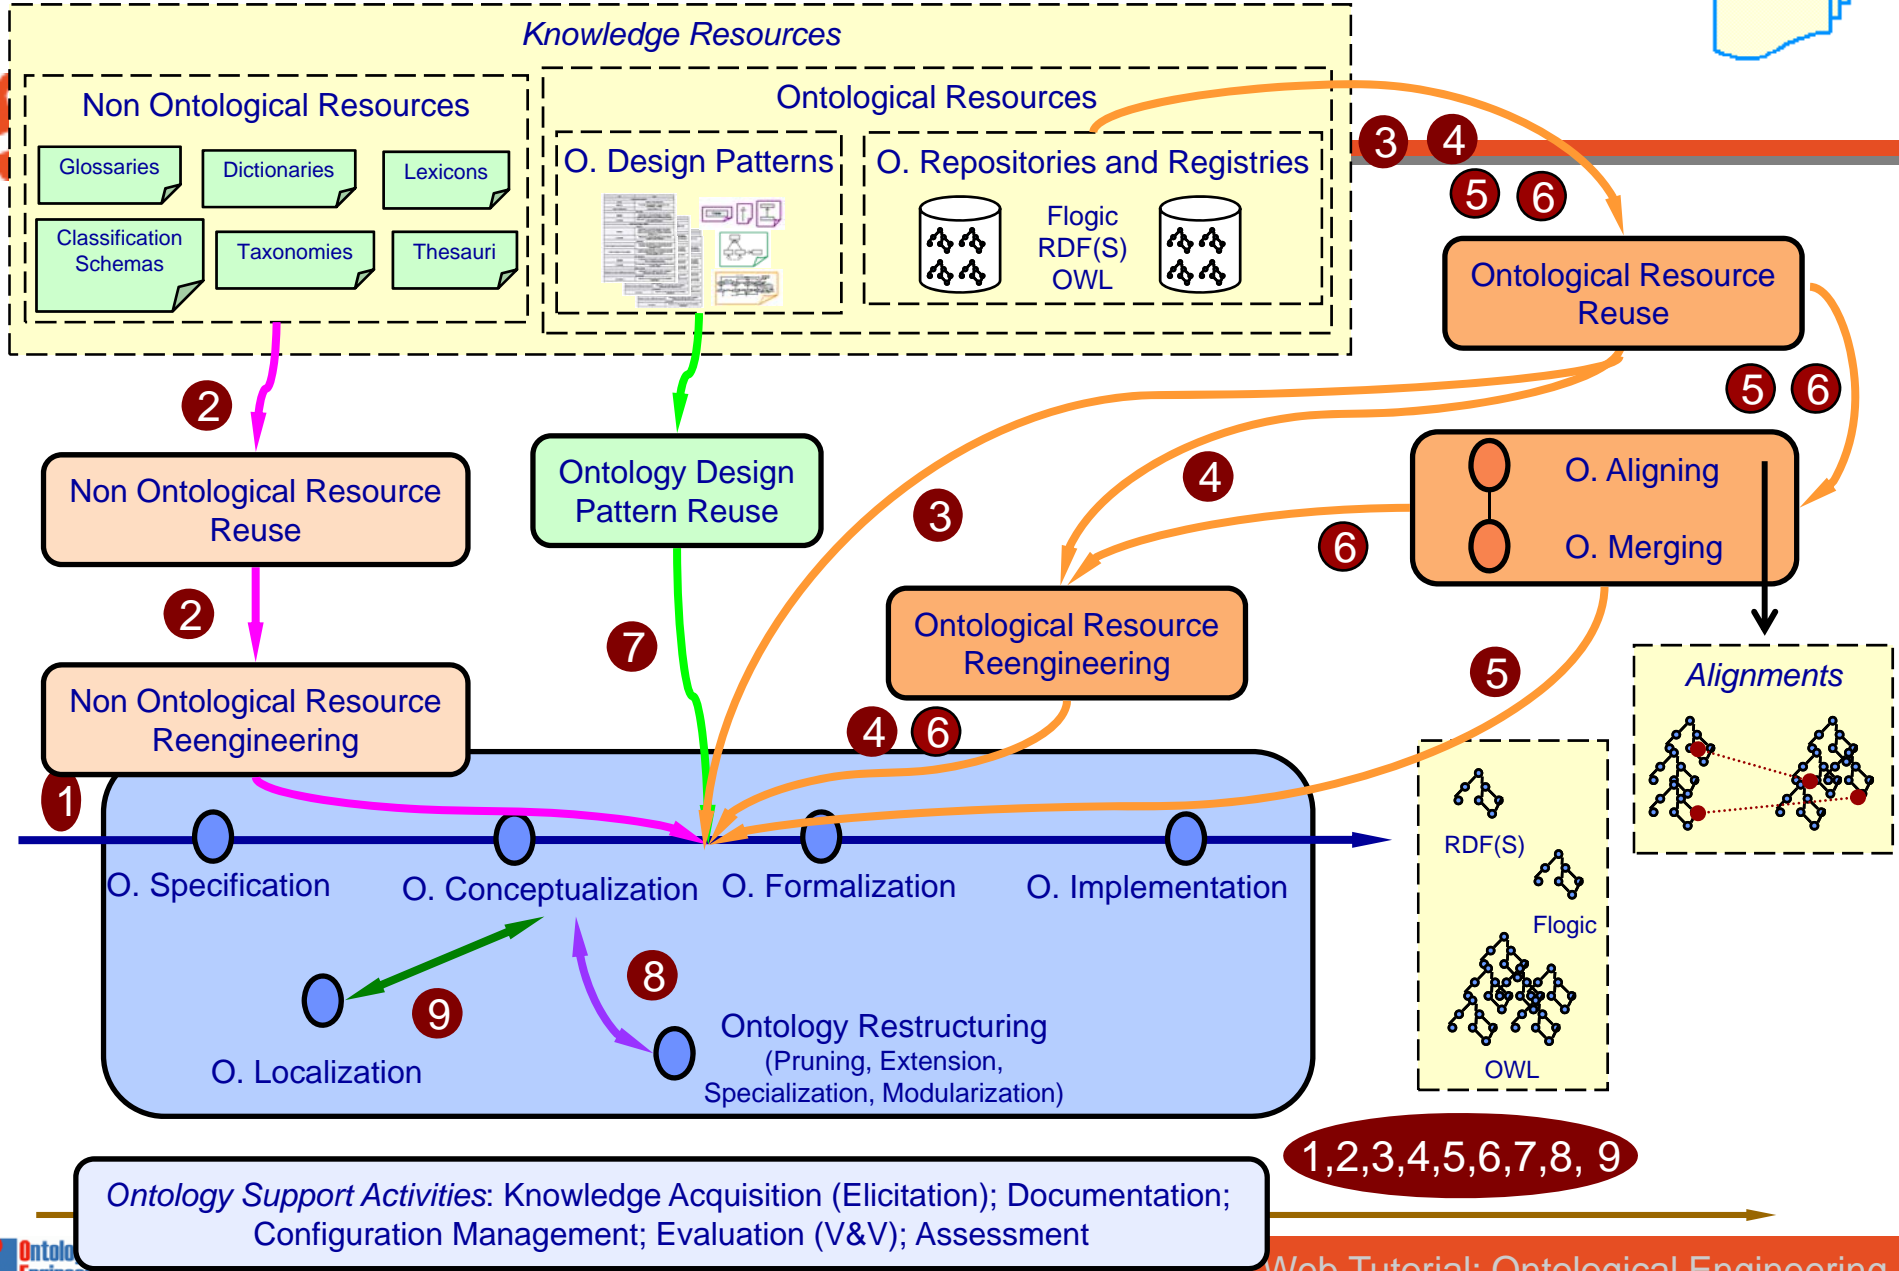 Knowledge Resources
Non Ontological Resources
Glossaries
Dictionaries
Lexicons
Classification
Schemas
Taxonomies
Thesauri
Ontological Resources
O. Design Patterns
O. Repositories and Registries
Flogic
RDF(S)
OWL
3
4
5
6
Ontological Resource
Reuse
5
6
2
Non Ontological Resource
Reuse
2
Non Ontological Resource
Reengineering
Ontology Design
Pattern Reuse
7
3
4
O. Aligning
O. Merging
6
Ontological Resource
Reengineering
4
6
5
Alignments
1
O. Specification
O. Conceptualization
O. Formalization
O. Implementation
9
8
O. Localization
Ontology Restructuring
(Pruning, Extension,
Specialization, Modularization)
RDF(S)
Flogic
OWL
1,2,3,4,5,6,7,8, 9
Ontology Support Activities: Knowledge Acquisition (Elicitation); Documentation;
Configuration Management; Evaluation (V&V); Assessment
Web Tutorial: Ontological Engineering